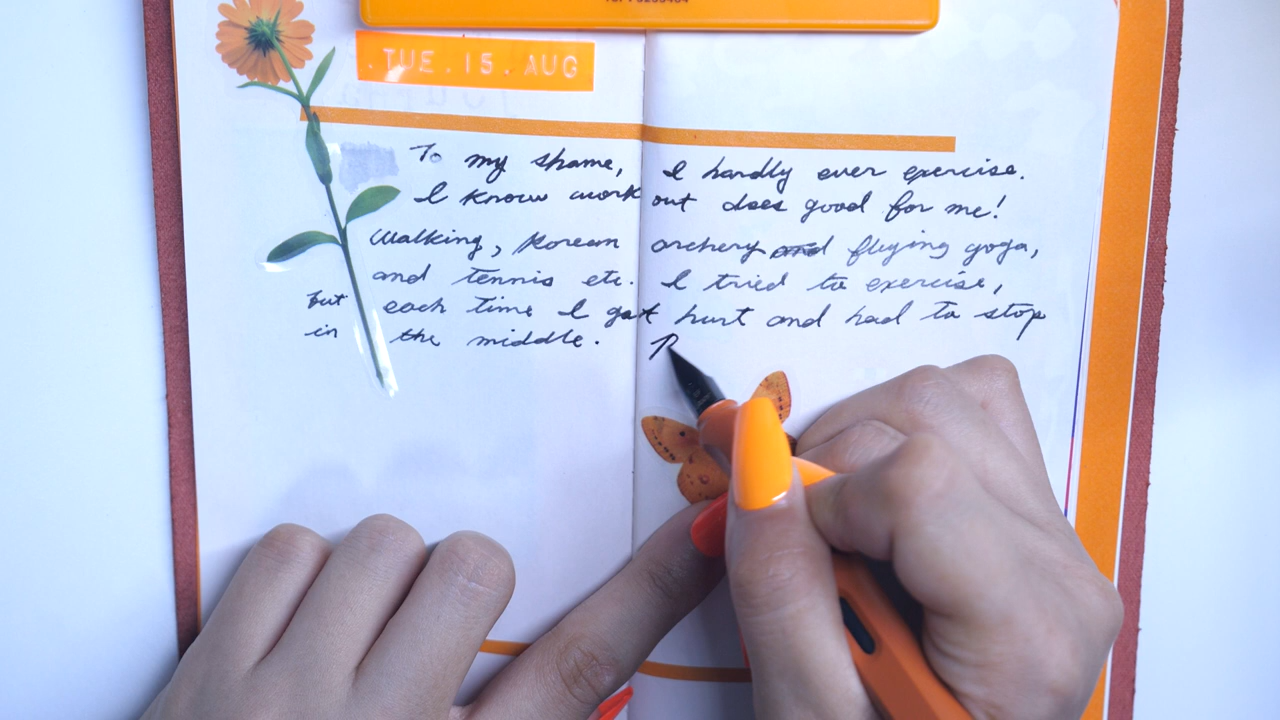 TUE.15.AUG
To my shame, I hardly ever exercise.
I know work out does good for me!
Walking, Korean archery and flying yoga,
and tennis etc. I tried to exercise,
but each time I got hurt and had to stop
in the middle.